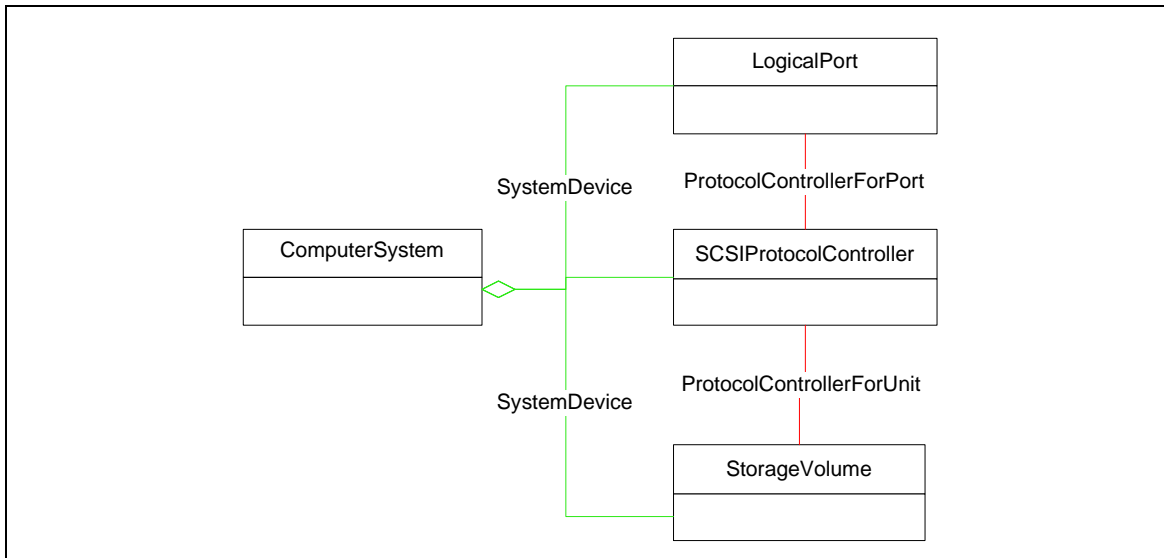 LogicalPort
SystemDevice
ProtocolControllerForPort
ComputerSystem
SCSIProtocolController
SystemDevice
ProtocolControllerForUnit
StorageVolume